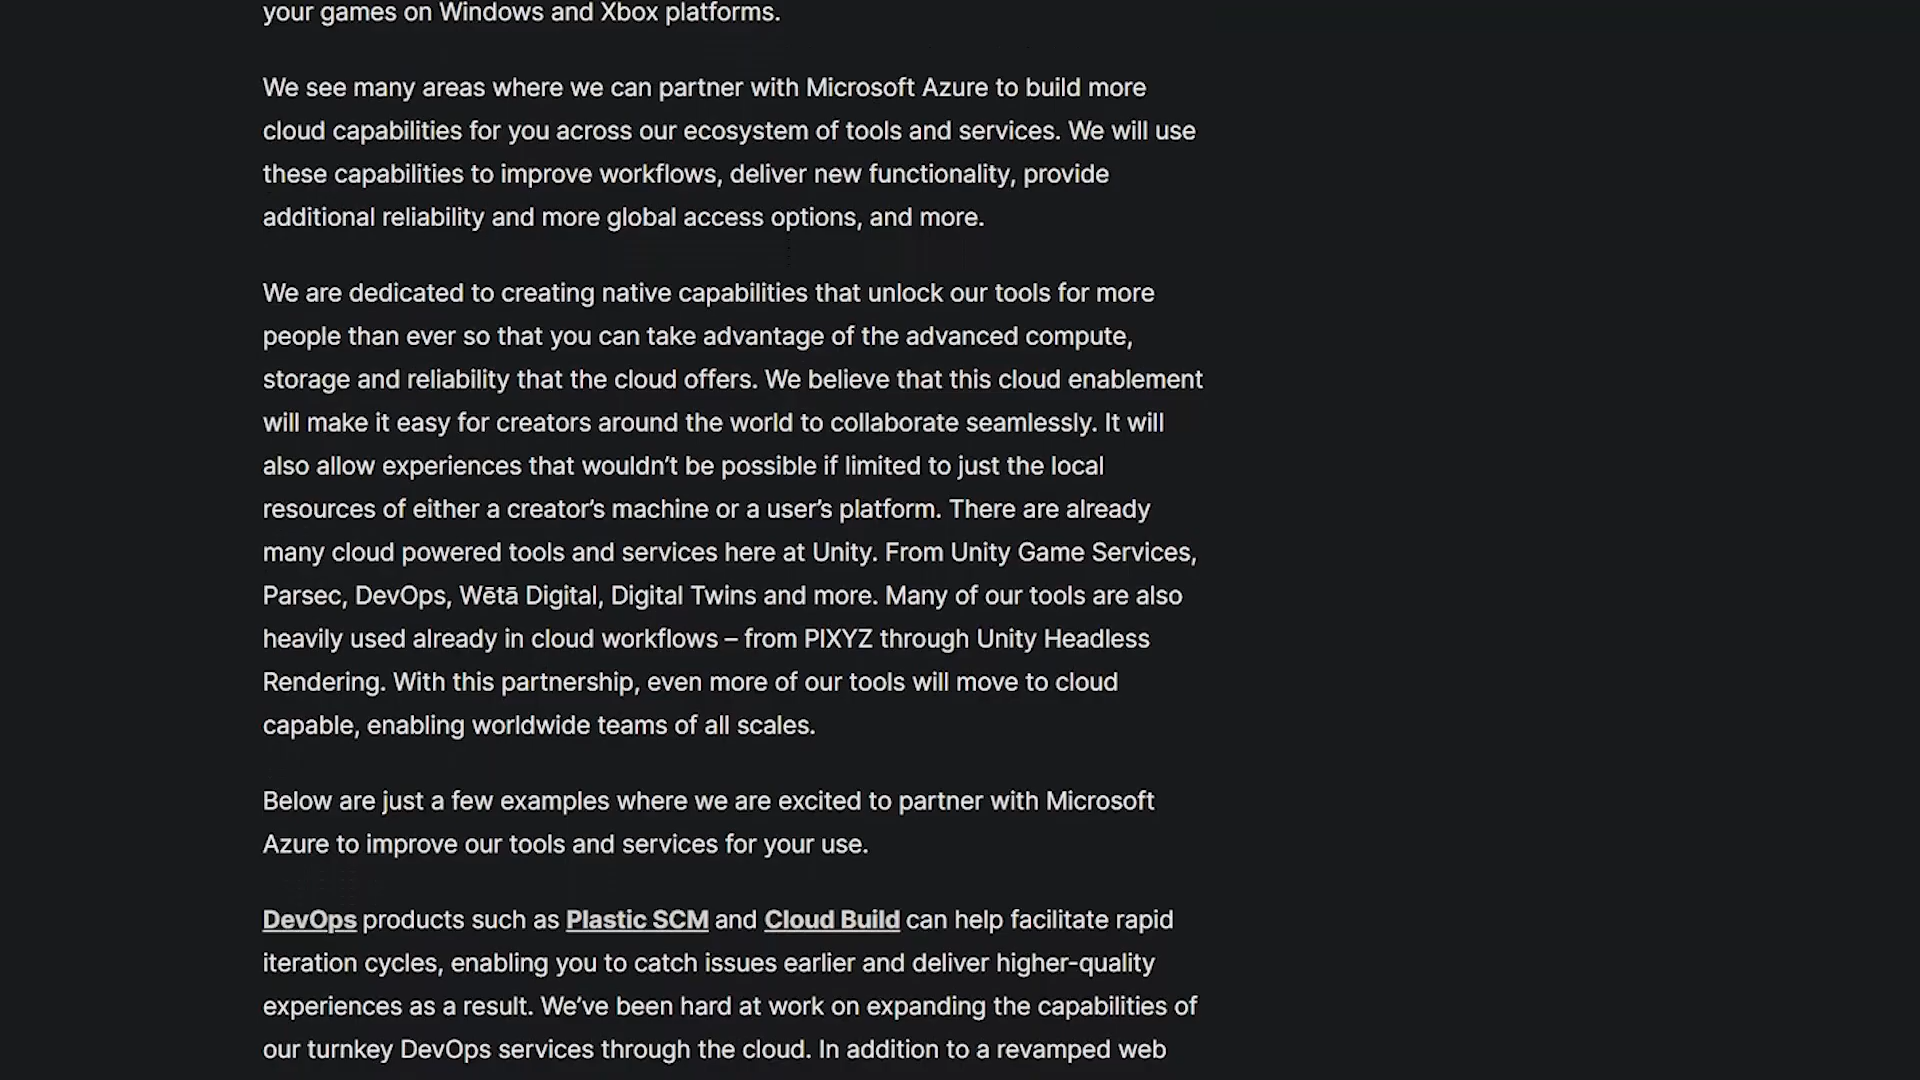 your games on Windows and Xbox platforms.
We see many areas where we can partner with Microsoft Azure to build more
cloud capabilities for you across our ecosystem of tools and services. We will use
these capabilities to improve workflows, deliver new functionality, provide
additional reliability and more global access options, and more.
We are dedicated to creating native capabilities that unlock our tools for more
people than ever so that you can take advantage of the advanced compute,
storage and reliability that the cloud offers. We believe that this cloud enablement
will make it easy for creators around the world to collaborate seamlessly. It will
also allow experiences that wouldn’t be possible if limited to just the local
resources of either a creator’s machine or a user’s platform. There are already
many cloud powered tools and services here at Unity. From Unity Game Services,
Parsec, DevOps, Wētā Digital, Digital Twins and more. Many of our tools are also
heavily used already in cloud workflows – from PIXYZ through Unity Headless
Rendering. With this partnership, even more of our tools will move to cloud
capable, enabling worldwide teams of all scales.
Below are just a few examples where we are excited to partner with Microsoft
Azure to improve our tools and services for your use.
DevOps products such as Plastic SCM and Cloud Build can help facilitate rapid
iteration cycles, enabling you to catch issues earlier and deliver higher-quality
experiences as a result. We’ve been hard at work on expanding the capabilities of
our turnkey DevOps services through the cloud. In addition to a revamped web